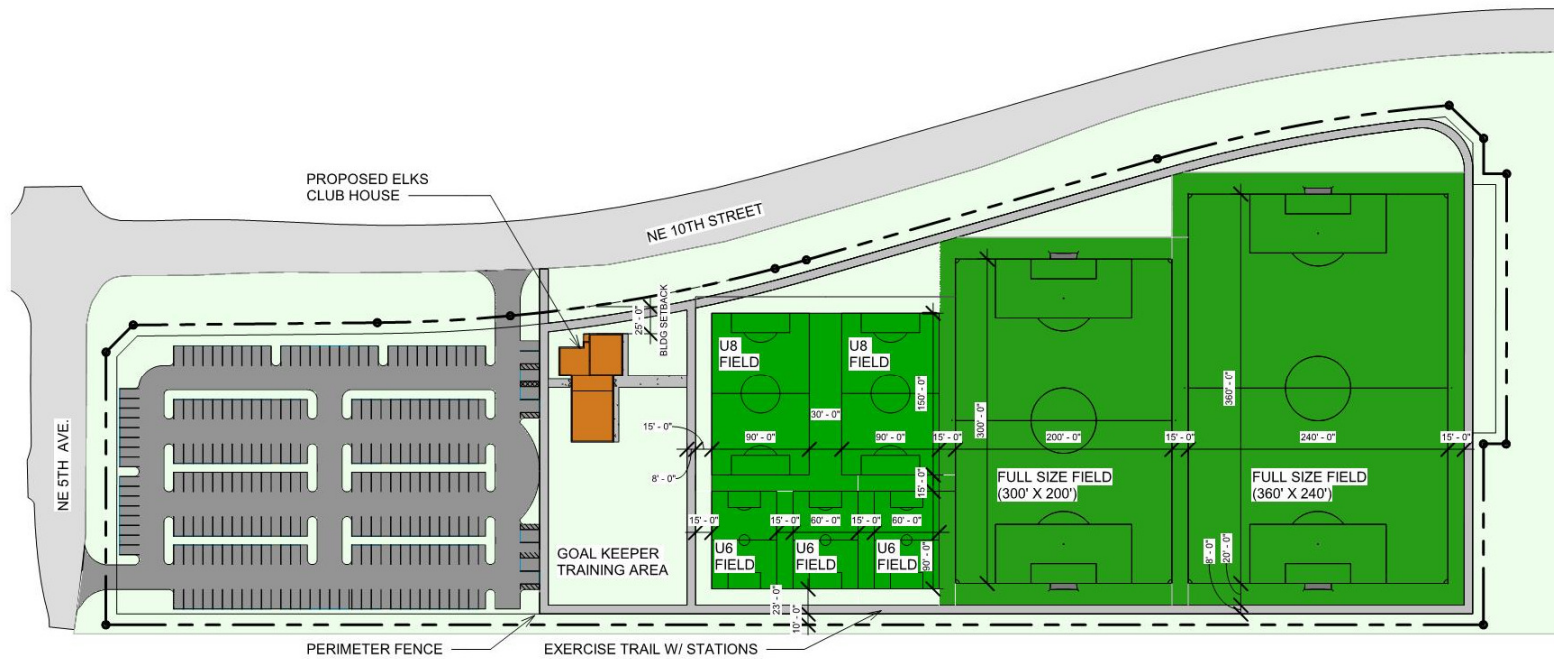 PROPOSED ELKS
CLUB HOUSE
NE 10TH STREET
NE 5TH AVE.
25' - 0"
BLDG SETBACK
U8
FIELD
U8
FIELD
150' - 0"
30' - 0"
15' - 0"
90' - 0"
90' - 0"
15' - 0"
8' - 0"
15' - 0"
300' - 0"
200' - 0"
15' - 0"
360' - 0"
240' - 0"
15' - 0"
FULL SIZE FIELD
(300' X 200')
FULL SIZE FIELD
(360' X 240')
15' - 0"
15' - 0"
60' - 0"
15' - 0"
60' - 0"
U6
FIELD
U6
FIELD
U6
FIELD
90' - 0"
8' - 0"
20' - 0"
GOAL KEEPER
TRAINING AREA
23' - 0"
10' - 0"
PERIMETER FENCE
EXERCISE TRAIL W/ STATIONS